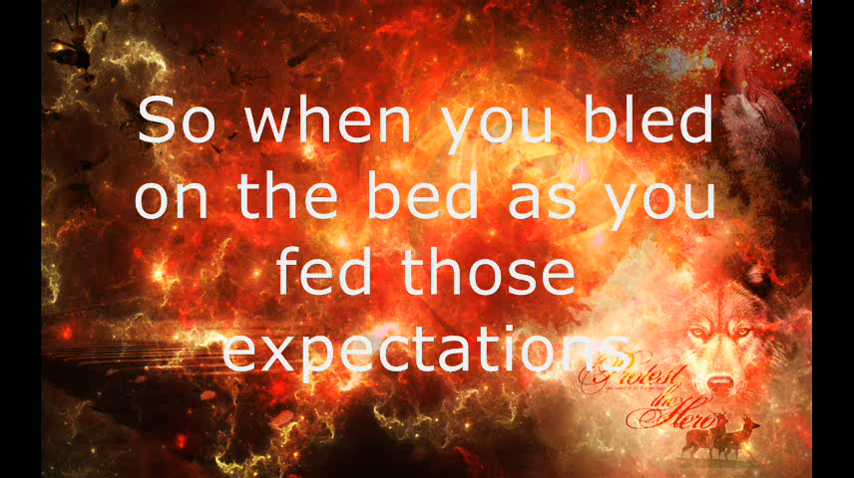 So when you bled
on the bed as you
fed those
expectations
Protest
the
Hero